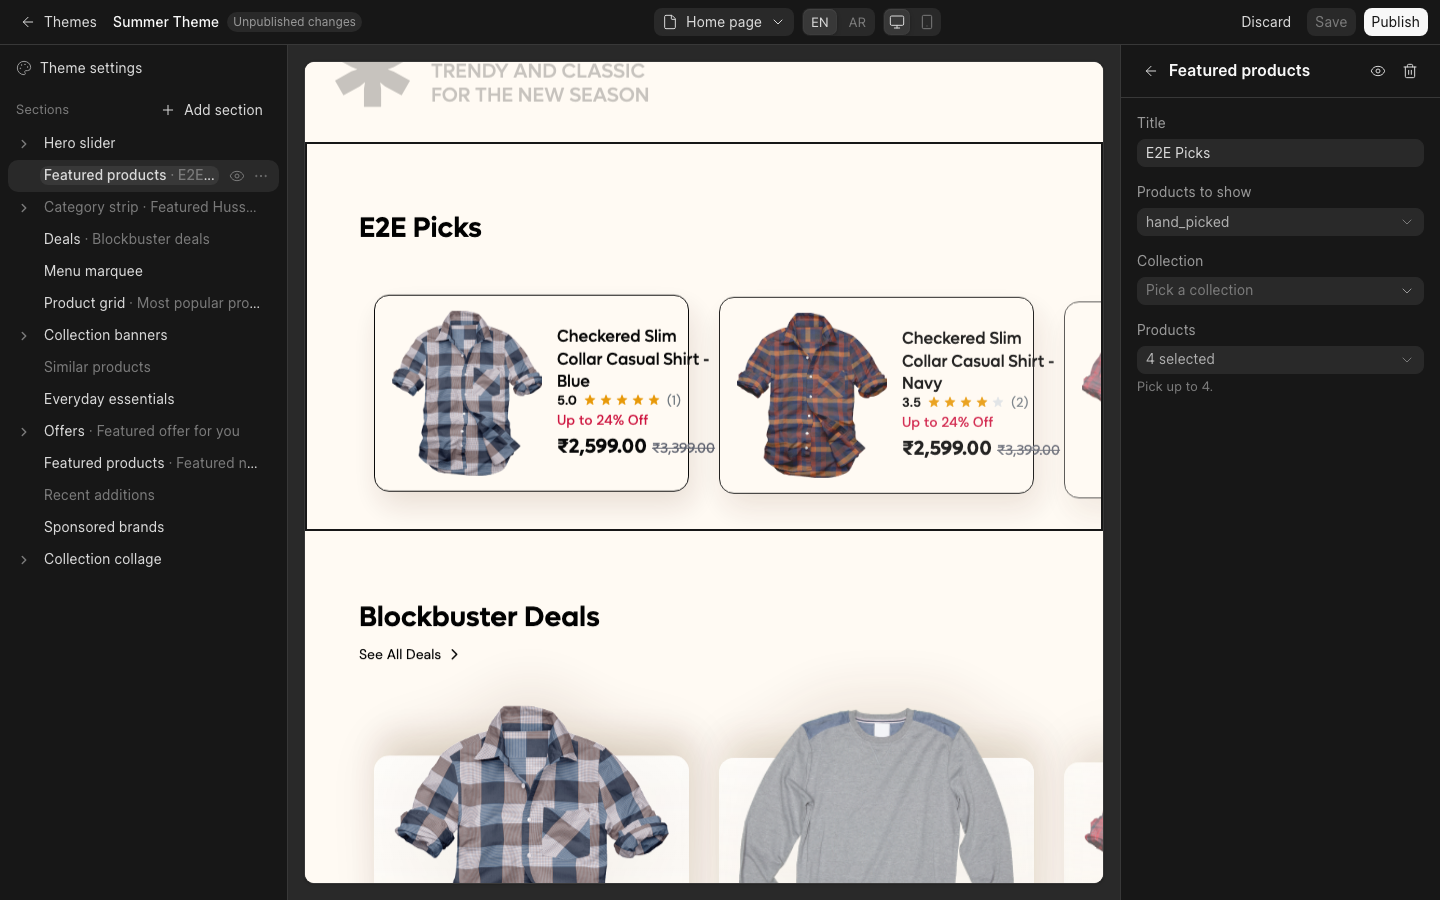 Themes
Summer Theme
Unpublished changes
Home page
EN
AR
Discard
Save
Publish
Theme settings
Sections
Add section
Hero slider
Featured products · E2E...
Category strip · Featured Huss...
Deals · Blockbuster deals
Menu marquee
Product grid · Most popular pro...
Collection banners
Similar products
Everyday essentials
Offers · Featured offer for you
Featured products · Featured n...
Recent additions
Sponsored brands
Collection collage
TRENDY AND CLASSIC
FOR THE NEW SEASON
E2E Picks
Checkered Slim
Collar Casual Shirt -
Blue
5.0 (1)
Up to 24% Off
₹2,599.00 ₹3,399.00
Checkered Slim
Collar Casual Shirt -
Navy
3.5 (2)
Up to 24% Off
₹2,599.00 ₹3,399.00
Blockbuster Deals
See All Deals
Featured products
Title
E2E Picks
Products to show
hand_picked
Collection
Pick a collection
Products
4 selected
Pick up to 4.